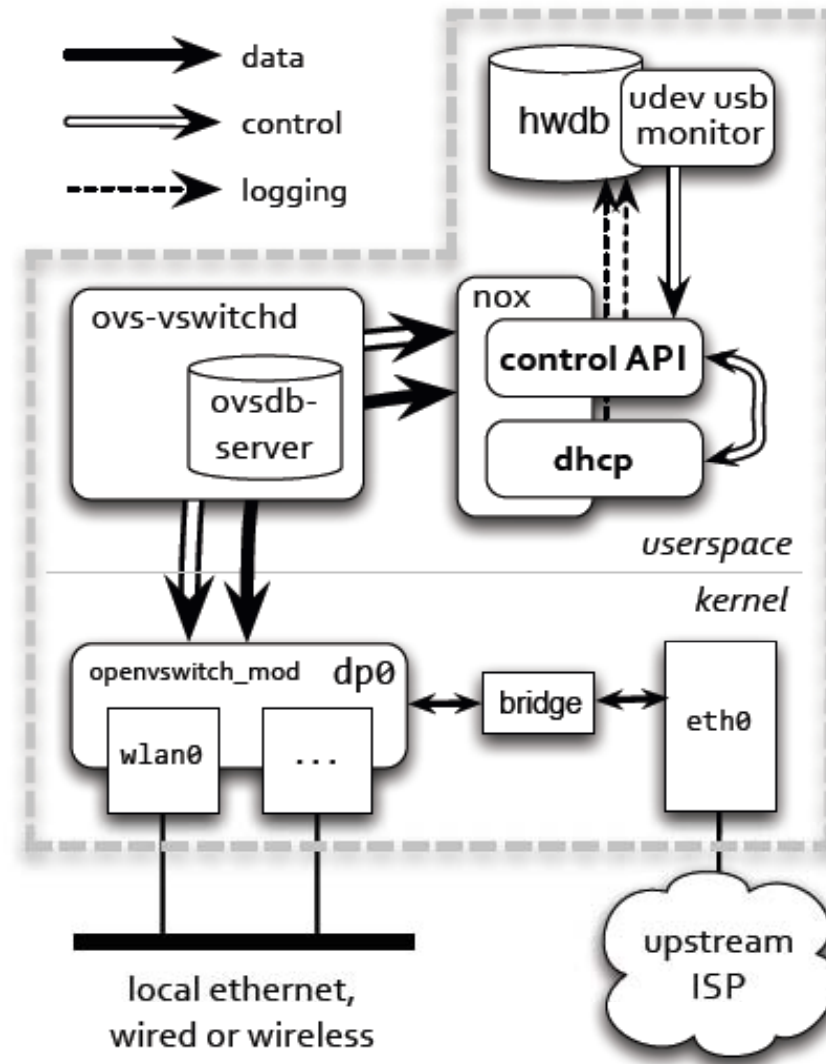 data
control
logging
hwdb
udev usb
monitor
ovs-vswitchd
ovsdb-
server
nox
control API
dhcp
userspace
kernel
openvswitch_mod
dp0
wlan0
...
bridge
eth0
local ethernet,
wired or wireless
upstream
ISP